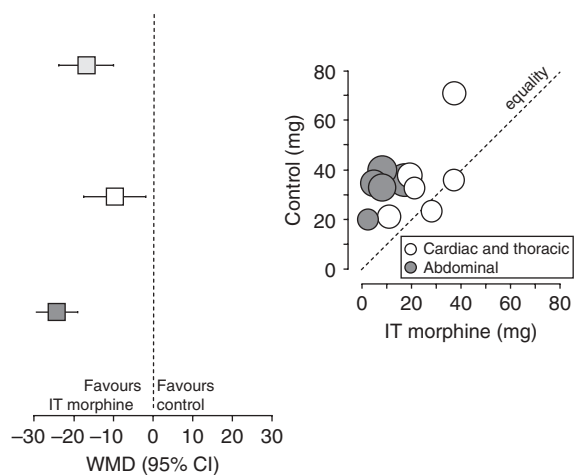 Favours
IT morphine
Favours
control
–30 –20 –10 0 10 20 30
WMD (95% CI)
80
60
40
20
0
Control (mg)
equality
Cardiac and thoracic
Abdominal
0 20 40 60 80
IT morphine (mg)